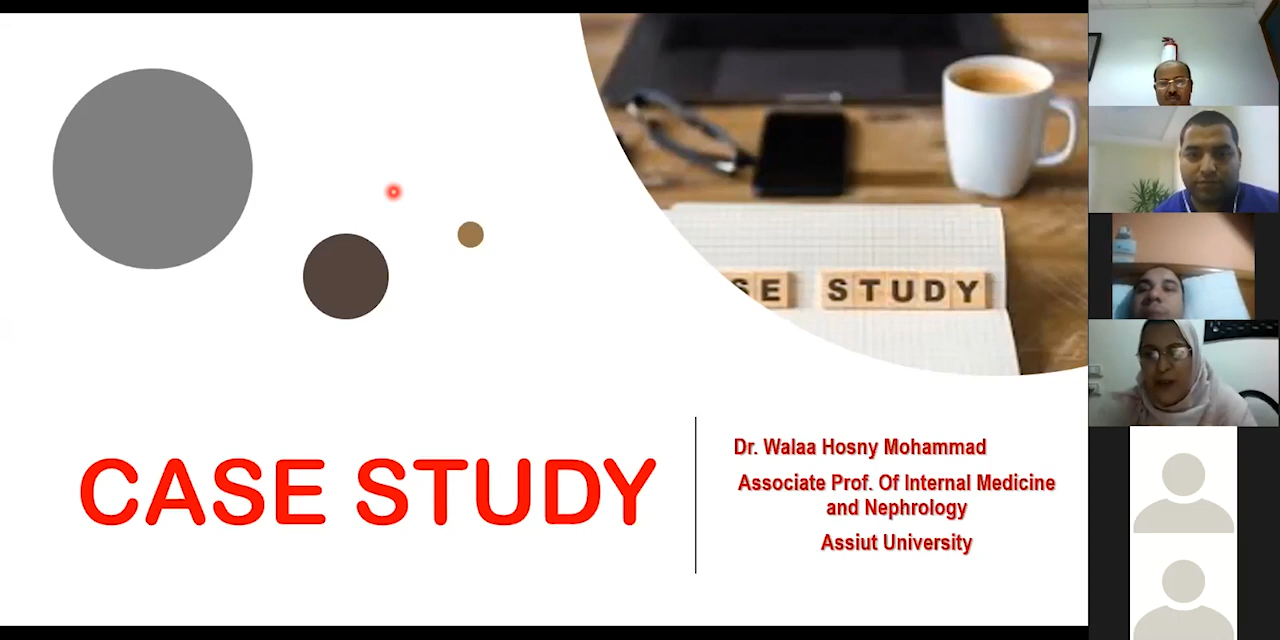 SE STUDY
CASE STUDY
Dr. Walaa Hosny Mohammad
Associate Prof. Of Internal Medicine
and Nephrology
Assiut University